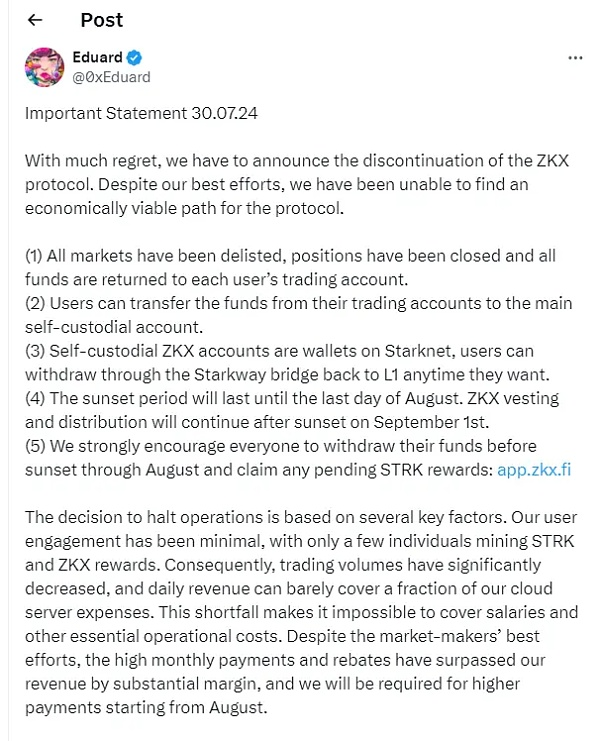 Post
Eduard
@0xEduard
Important Statement 30.07.24
With much regret, we have to announce the discontinuation of the ZKX
protocol. Despite our best efforts, we have been unable to find an
economically viable path for the protocol.
(1) All markets have been delisted, positions have been closed and all
funds are returned to each user’s trading account.
(2) Users can transfer the funds from their trading accounts to the main
self-custodial account.
(3) Self-custodial ZKX accounts are wallets on Starknet, users can
withdraw through the Starkway bridge back to L1 anytime they want.
(4) The sunset period will last until the last day of August. ZKX vesting
and distribution will continue after sunset on September 1st.
(5) We strongly encourage everyone to withdraw their funds before
sunset through August and claim any pending STRK rewards: app.zkx.fi
The decision to halt operations is based on several key factors. Our user
engagement has been minimal, with only a few individuals mining STRK
and ZKX rewards. Consequently, trading volumes have significantly
decreased, and daily revenue can barely cover a fraction of our cloud
server expenses. This shortfall makes it impossible to cover salaries and
other essential operational costs. Despite the market-makers’ best
efforts, the high monthly payments and rebates have surpassed our
revenue by substantial margin, and we will be required for higher
payments starting from August.